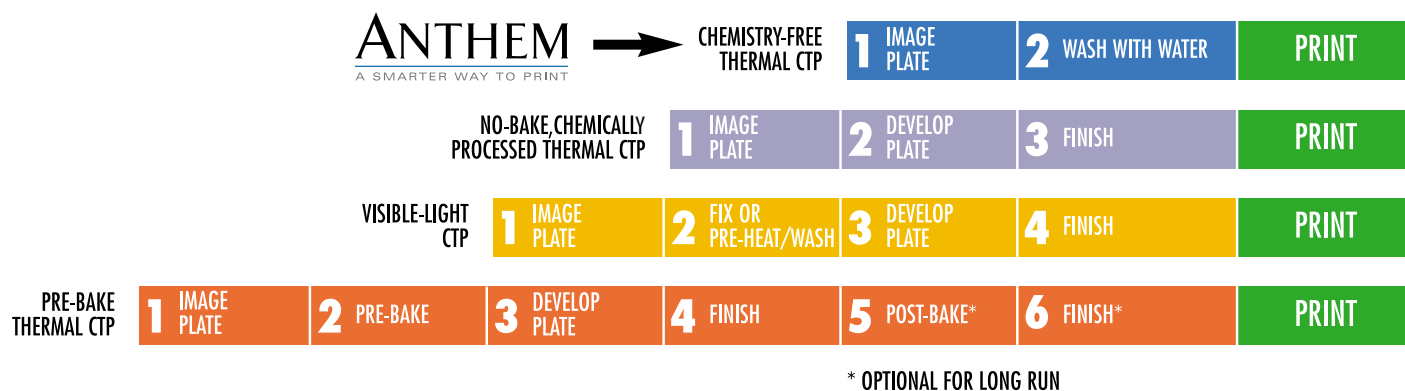 ANTHEM
A SMARTER WAY TO PRINT
CHEMISTRY-FREE
THERMAL CTP
1 IMAGE
PLATE
2 WASH WITH WATER
PRINT
NO-BAKE,CHEMICALLY
PROCESSED THERMAL CTP
1 IMAGE
PLATE
2 DEVELOP
PLATE
3 FINISH
PRINT
VISIBLE-LIGHT
CTP
1 IMAGE
PLATE
2 FIX OR
PRE-HEAT/WASH
3 DEVELOP
PLATE
4 FINISH
PRINT
PRE-BAKE
THERMAL CTP
1 IMAGE
PLATE
2 PRE-BAKE
3 DEVELOP
PLATE
4 FINISH
5 POST-BAKE*
6 FINISH*
PRINT
* OPTIONAL FOR LONG RUN